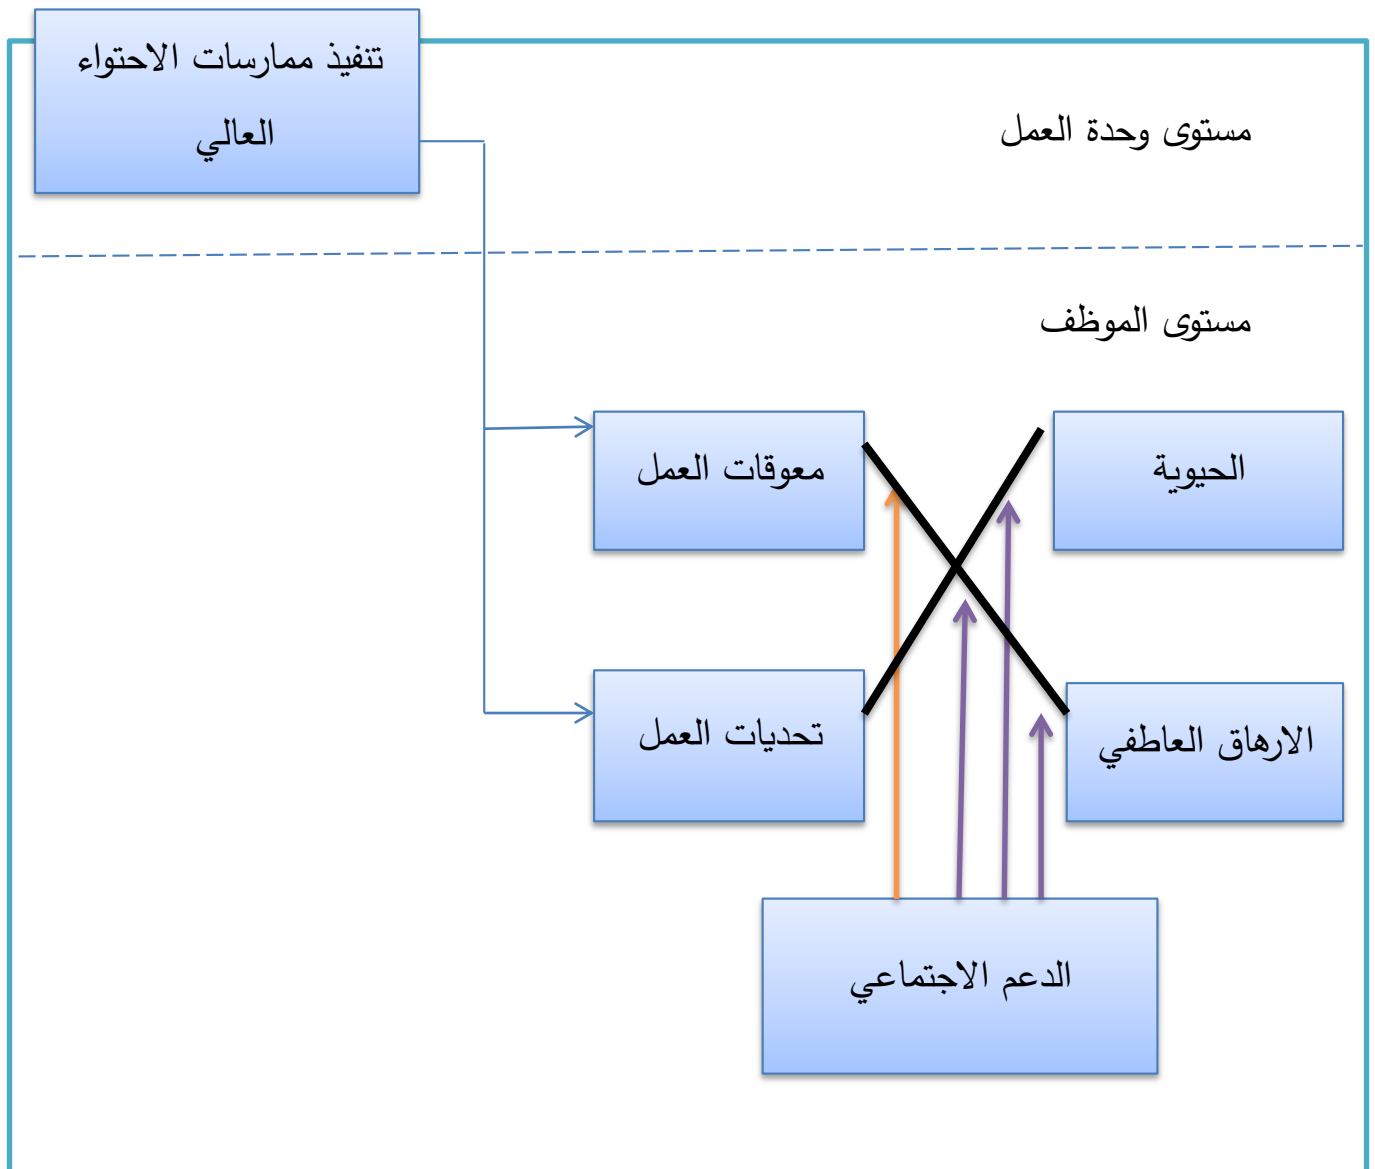 تنفيذ ممارسات الاحتواء
العالي
مستوى وحدة العمل
مستوى الموظف
الحيوية
معوقات العمل
الارهاق العاطفي
تحديات العمل
الدعم الاجتماعي